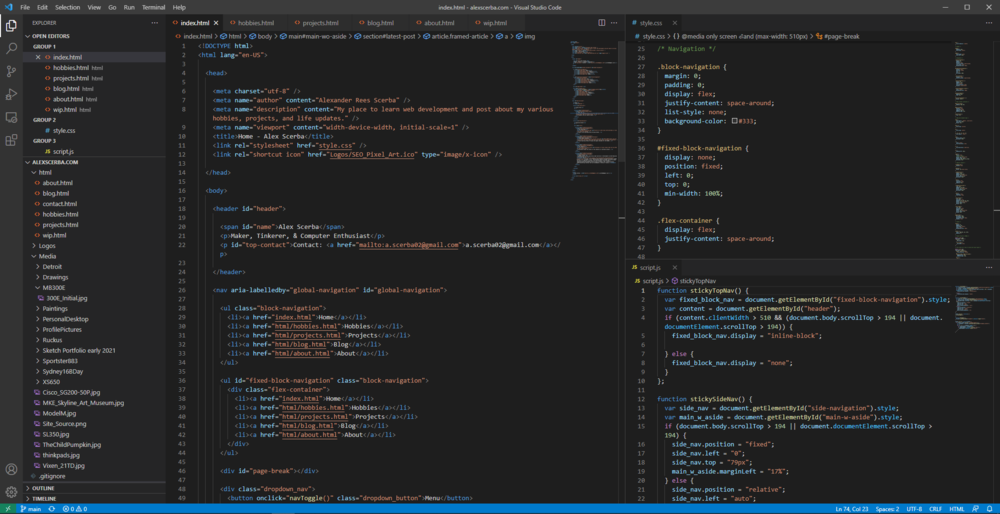 File Edit Selection View Go Run Terminal Help
index.html - alexscerba.com - Visual Studio Code
EXPLORER
OPEN EDITORS
GROUP 1
index.html
hobbies.html html
projects.html html
blog.html html
about.html html
wip.html html
GROUP 2
style.css
GROUP 3
JS script.js
ALEXSCERBA.COM
html
about.html
blog.html
contact.html
hobbies.html
projects.html
wip.html
Logos
Media
Detroit
Drawings
MB300E
300E_Initial.jpg
Paintings
PersonalDesktop
ProfilePictures
Ruckus
Sketch Portfolio early 2021
Sportster883
Sydney168Day
XS650
Cisco_SG200-50P.jpg
MKE_Skyline_Art_Museum.jpg
ModelM.jpg
Site_Source.png
SL350.jpg
TheChildPumpkin.jpg
thinkpads.jpg
Vixen_21TD.jpg
.gitignore
OUTLINE
TIMELINE
index.html hobbies.html projects.html blog.html about.html wip.html
index.html > html > body > main#main-wo-aside > section#latest-post > article.framed-article > a > img
1 <!DOCTYPE html>
2 <html lang="en-US">
3
4 <head>
5
6 <meta charset="utf-8" />
7 <meta name="author" content="Alexander Rees Scerba" />
8 <meta name="description" content="My place to learn web development and post about my various
hobbies, projects, and life updates." />
9 <meta name="viewport" content="width=device-width, initial-scale=1" />
10 <title>Home - Alex Scerba</title>
11 <link rel="stylesheet" href="style.css" />
12 <link rel="shortcut icon" href="Logos/SEO_Pixel_Art.ico" type="image/x-icon" />
13
14 </head>
15
16 <body>
17
18 <header id="header">
19
20 <span id="name">Alex Scerba</span>
21 <p>Maker, Tinkerer, & Computer Enthusiast</p>
22 <p id="top-contact">Contact: <a href="mailto:a.scerba02@gmail.com">a.scerba02@gmail.com</a></
p>
23
24 </header>
25
26 <nav aria-labelledby="global-navigation" id="global-navigation">
27
28 <ul class="block-navigation">
29 <li><a href="index.html">Home</a></li>
30 <li><a href="html/hobbies.html">Hobbies</a></li>
31 <li><a href="html/projects.html">Projects</a></li>
32 <li><a href="html/blog.html">Blog</a></li>
33 <li><a href="html/about.html">About</a></li>
34 </ul>
35
36 <ul id="fixed-block-navigation" class="block-navigation">
37 <div class="flex-container">
38 <li><a href="index.html">Home</a></li>
39 <li><a href="html/hobbies.html">Hobbies</a></li>
40 <li><a href="html/projects.html">Projects</a></li>
41 <li><a href="html/blog.html">Blog</a></li>
42 <li><a href="html/about.html">About</a></li>
43 </div>
44 </ul>
45
46 <div id="page-break"></div>
47
48 <div class="dropdown_nav">
49 <button onclick="navToggle()" class="dropdown_button">Menu</button>
style.css
style.css > {} @media only screen and (max-width: 510px) > #page-break
25 /* Navigation */
26
27 .block-navigation {
28 margin: 0;
29 padding: 0;
30 display: flex;
31 justify-content: space-around;
32 list-style: none;
33 background-color: #333;
34 }
35
36 #fixed-block-navigation {
37 display: none;
38 position: fixed;
39 left: 0;
40 top: 0;
41 min-width: 100%;
42 }
43
44 .flex-container {
45 display: flex;
46 justify-content: space-around;
47 }
JS script.js
JS script.js > stickyTopNav
1 function stickyTopNav() {
2 var fixed_block_nav = document.getElementById("fixed-block-navigation").style;
3 var content = document.getElementById("header");
4 if (content.clientWidth > 510 && (document.body.scrollTop > 194 || document.
documentElement.scrollTop > 194)) {
5 fixed_block_nav.display = "inline-block";
6
7 } else {
8 fixed_block_nav.display = "none";
9 }
10 };
11
12 function stickySideNav() {
13 var side_nav = document.getElementById("side-navigation").style;
14 var main_w_aside = document.getElementById("main-w-aside").style;
15 if (document.body.scrollTop > 194 || document.documentElement.scrollTop >
194) {
16 side_nav.position = "fixed";
17 side_nav.left = "0";
18 side_nav.top = "79px";
19 main_w_aside.marginLeft = "17%";
20 } else {
21 side_nav.position = "relative";
22 side_nav.left = "auto";
main 0 0 Ln 74, Col 23 Spaces: 2 UTF-8 CRLF HTML